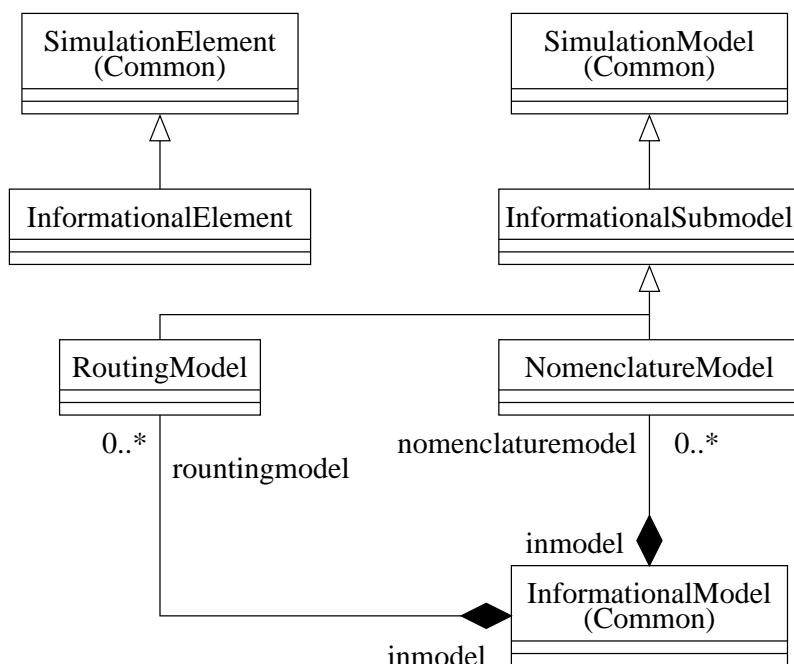 SimulationElement
(Common)
SimulationModel
(Common)
InformationalElement
InformationalSubmodel
RoutingModel
NomenclatureModel
0..*
rountingmodel
nomenclaturemodel
0..*
inmodel
InformationalModel
(Common)
inmodel